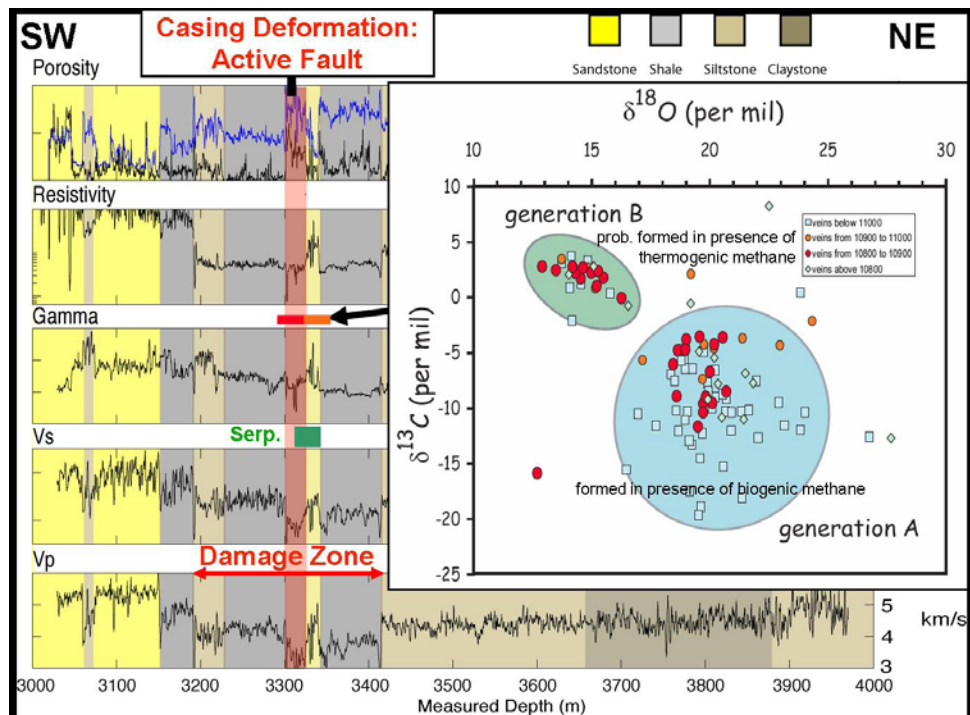 SW
Casing Deformation:
Active Fault
NE
Sandstone Shale Siltstone Claystone
Porosity
Resistivity
Gamma
Vs
Serp.
Vp
Damage Zone
δ18O (per mil)
10 15 20 25 30
δ13C (per mil)
10
5
0
-5
-10
-15
-20
-25
generation B
prob. formed in presence of
thermogenic methane
veins below 11000
veins from 10900 to 11000
veins from 10800 to 10900
veins above 10800
formed in presence of biogenic methane
generation A
5
4
3
km/s
3000 3100 3200 3300 3400 3500 3600 3700 3800 3900 4000
Measured Depth (m)